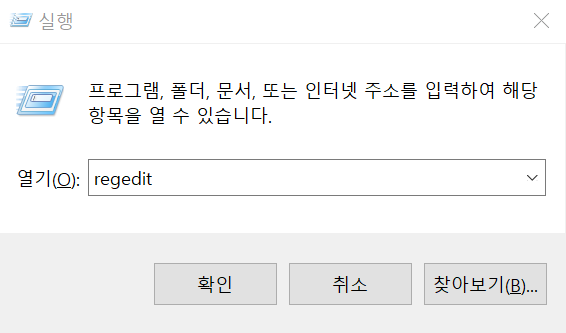 실행
프로그램, 폴더, 문서, 또는 인터넷 주소를 입력하여 해당
항목을 열 수 있습니다.
열기(O): regedit
확인 취소 찾아보기(B)...